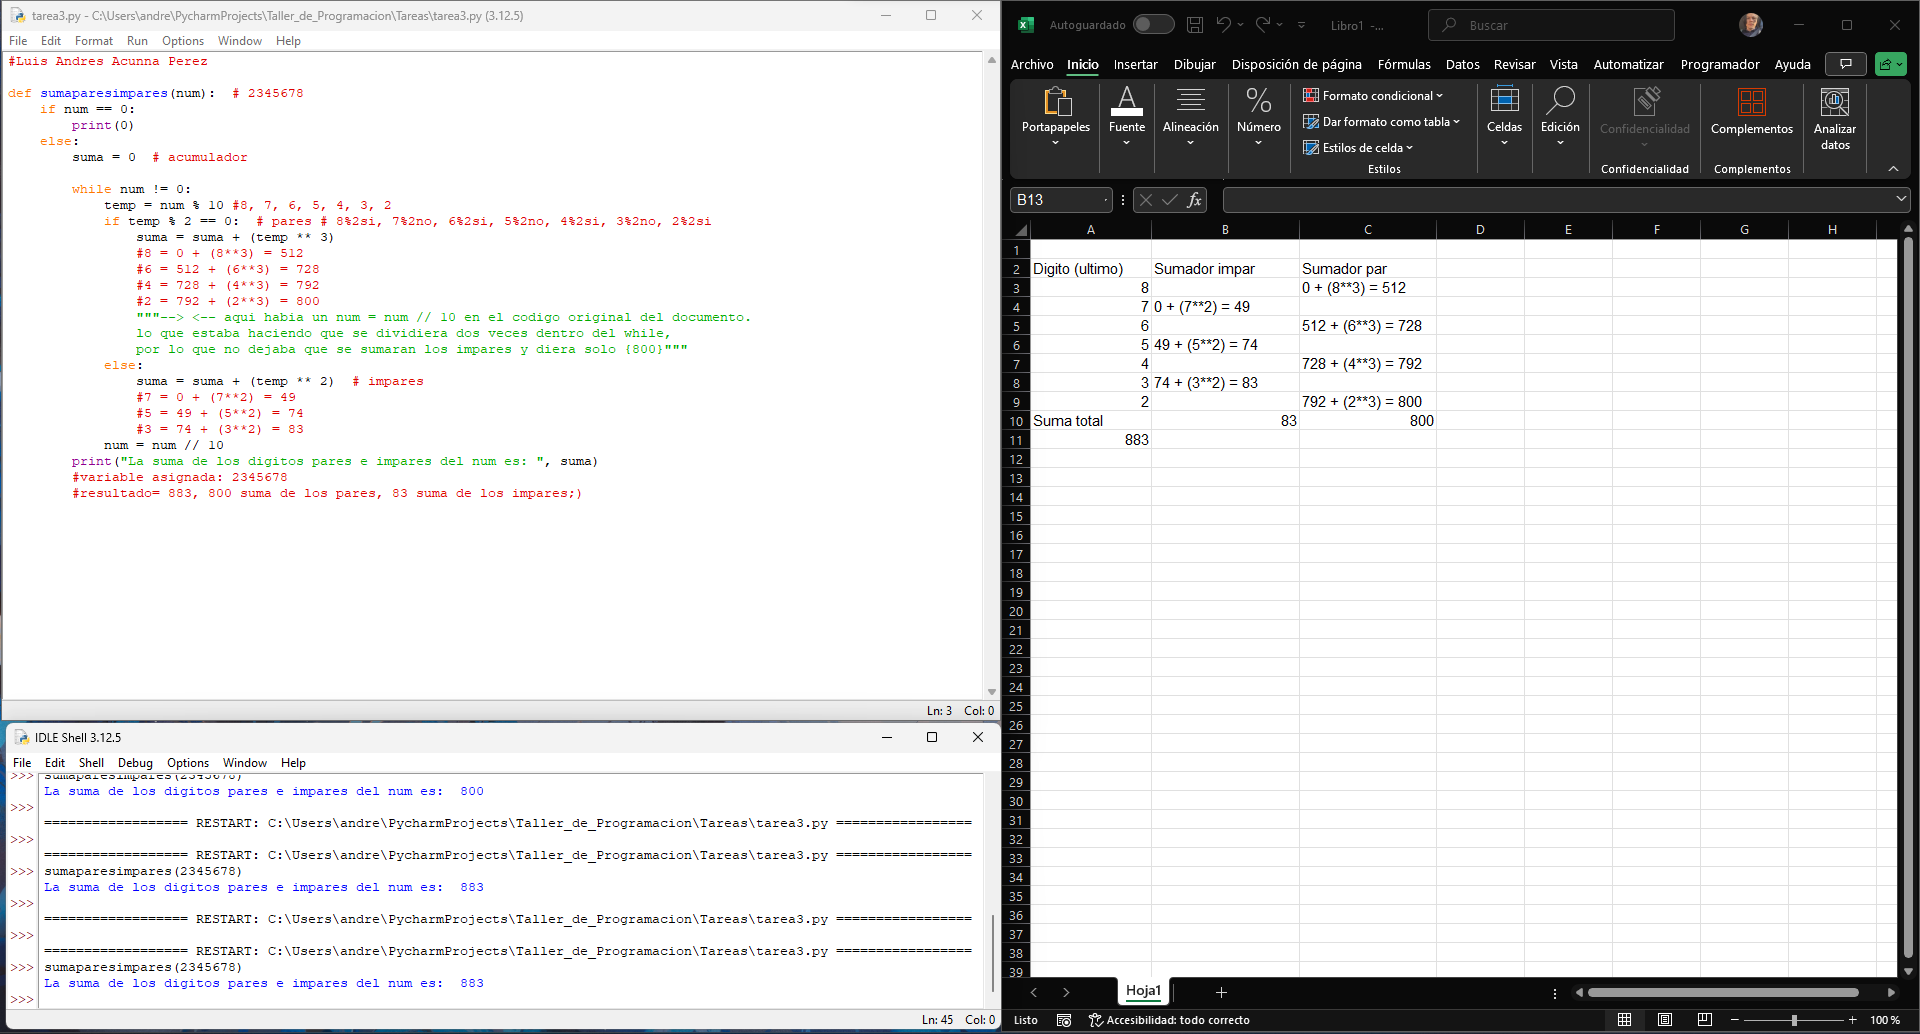 tarea3.py - C:\Users\andre\PycharmProjects\Taller_de_Programacion\Tareas\tarea3.py (3.12.5)
File Edit Format Run Options Window Help
#Luis Andres Acunna Perez
def sumaparesimpares(num):  # 2345678
    if num == 0:
        print(0)
    else:
        suma = 0  # acumulador
        while num != 0:
            temp = num % 10 #8, 7, 6, 5, 4, 3, 2
            if temp % 2 == 0:  # pares # 8%2si, 7%2no, 6%2si, 5%2no, 4%2si, 3%2no, 2%2si
                suma = suma + (temp ** 3)
                #8 = 0 + (8**3) = 512
                #6 = 512 + (6**3) = 728
                #4 = 728 + (4**3) = 792
                #2 = 792 + (2**3) = 800
                """--> <-- aqui habia un num = num // 10 en el codigo original del documento.
                lo que estaba haciendo que se dividiera dos veces dentro del while,
                por lo que no dejaba que se sumaran los impares y diera solo {800}"""
            else:
                suma = suma + (temp ** 2)  # impares
                #7 = 0 + (7**2) = 49
                #5 = 49 + (5**2) = 74
                #3 = 74 + (3**2) = 83
            num = num // 10
        print("La suma de los digitos pares e impares del num es: ", suma)
        #variable asignada: 2345678
        #resultado= 883, 800 suma de los pares, 83 suma de los impares;)
Ln: 3 Col: 0
IDLE Shell 3.12.5
File Edit Shell Debug Options Window Help
>>> sumaparesimpares(2345678)
La suma de los digitos pares e impares del num es:  800
>>>
================== RESTART: C:\Users\andre\PycharmProjects\Taller_de_Programacion\Tareas\tarea3.py =================
>>>
================== RESTART: C:\Users\andre\PycharmProjects\Taller_de_Programacion\Tareas\tarea3.py =================
>>> sumaparesimpares(2345678)
La suma de los digitos pares e impares del num es:  883
>>>
================== RESTART: C:\Users\andre\PycharmProjects\Taller_de_Programacion\Tareas\tarea3.py =================
>>>
================== RESTART: C:\Users\andre\PycharmProjects\Taller_de_Programacion\Tareas\tarea3.py =================
>>> sumaparesimpares(2345678)
La suma de los digitos pares e impares del num es:  883
>>>
Ln: 45 Col: 0
Autoguardado Libro1 -... Buscar
Archivo Inicio Insertar Dibujar Disposición de página Fórmulas Datos Revisar Vista Automatizar Programador Ayuda
Portapapeles
Fuente
Alineación
Número
Formato condicional
Dar formato como tabla
Estilos de celda
Estilos
Celdas
Edición
Confidencialidad
Confidencialidad
Complementos
Complementos
Analizar datos
B13 fx
A B C D E F G H
1
2 Digito (ultimo) Sumador impar Sumador par
3 8 0 + (8**3) = 512
4 7 0 + (7**2) = 49
5 6 512 + (6**3) = 728
6 5 49 + (5**2) = 74
7 4 728 + (4**3) = 792
8 3 74 + (3**2) = 83
9 2 792 + (2**3) = 800
10 Suma total 83 800
11 883
12
13
14
15
16
17
18
19
20
21
22
23
24
25
26
27
28
29
30
31
32
33
34
35
36
37
38
39
Hoja1
Listo Accesibilidad: todo correcto 100 %